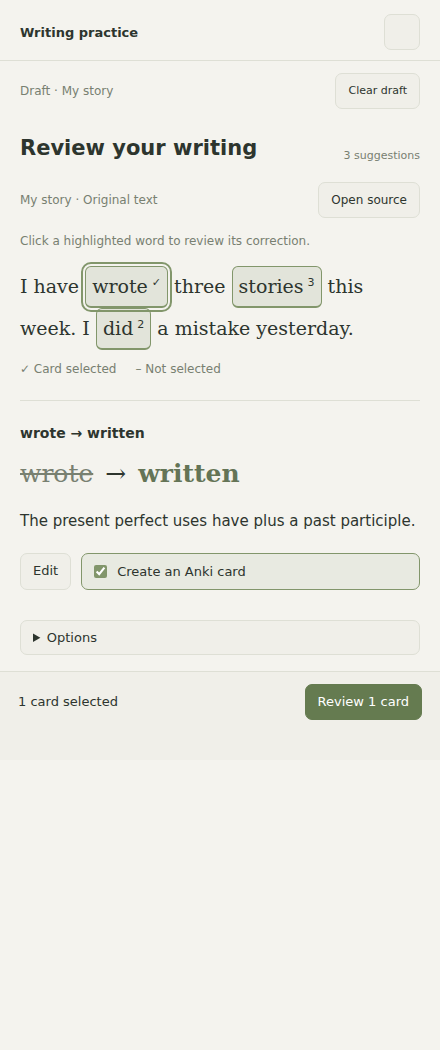 Writing practice
Draft · My story
Clear draft
Review your writing
3 suggestions
My story · Original text
Open source
Click a highlighted word to review its correction.
I have wrote ✓ three stories 3 this
week. I did 2 a mistake yesterday.
✓ Card selected – Not selected
wrote → written
wrote → written
The present perfect uses have plus a past participle.
Edit
Create an Anki card
Options
1 card selected
Review 1 card